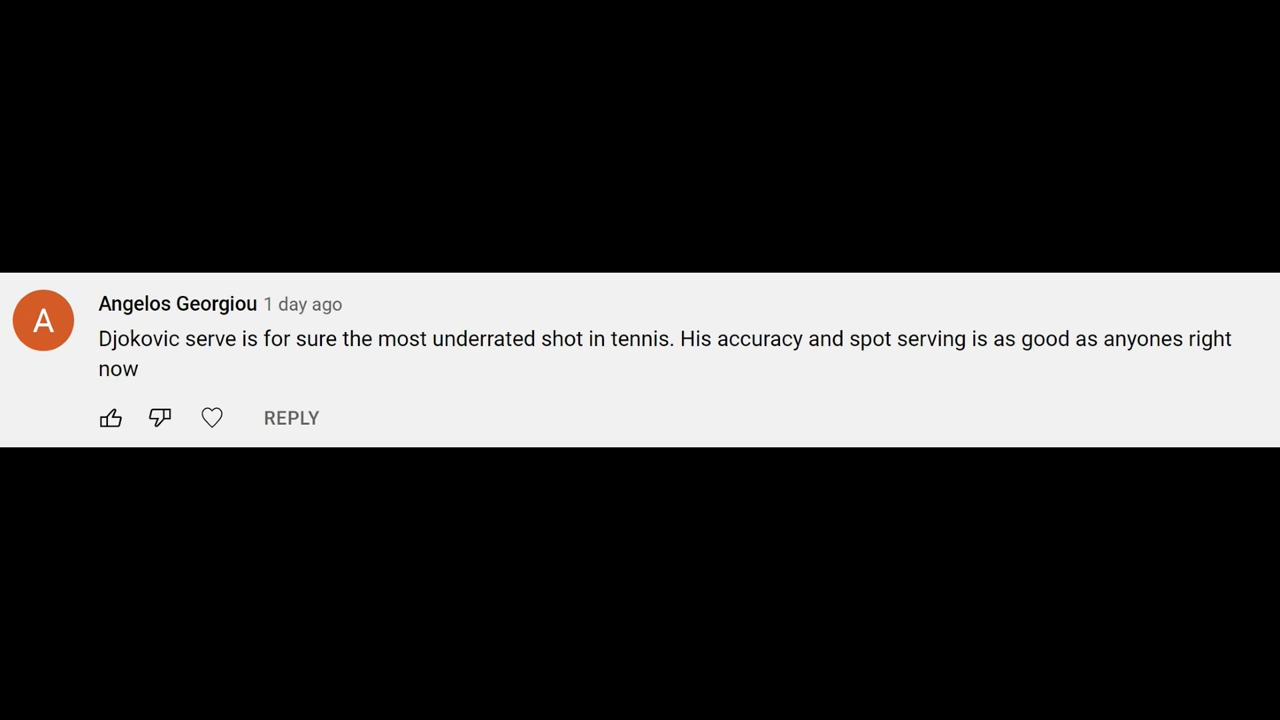 A
Angelos Georgiou 1 day ago
Djokovic serve is for sure the most underrated shot in tennis. His accuracy and spot serving is as good as anyones right
now
REPLY